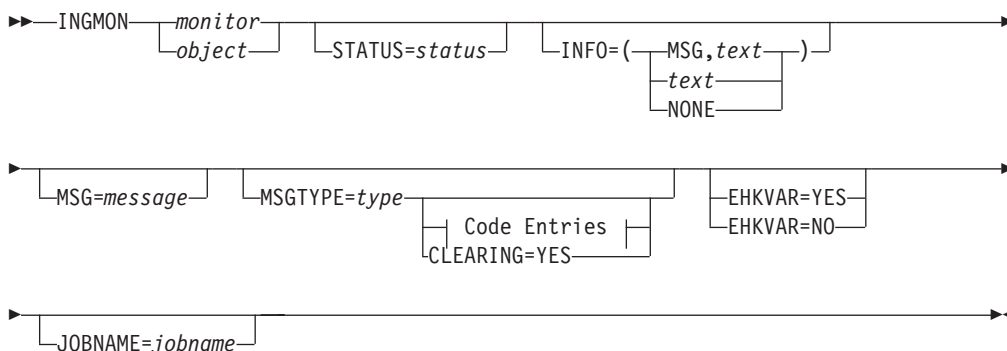 INGMON monitor STATUS=status INFO=( MSG,text )
object text
NONE
MSG=message MSGTYPE=type Code Entries EHKVAR=YES
CLEARING=YES EHKVAR=NO
JOBNAME=jobname